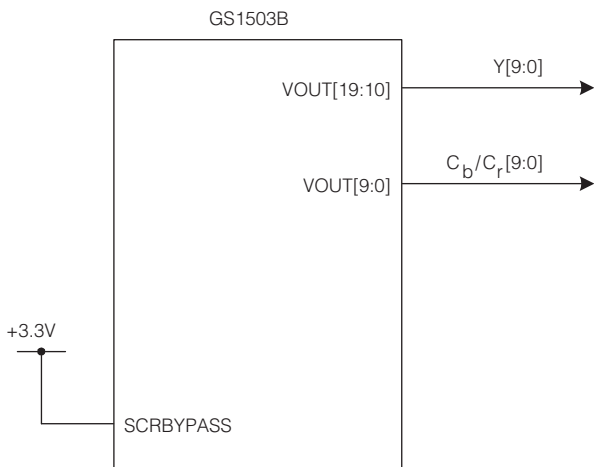 GS1503B
VOUT[19:10]
Y[9:0]
VOUT[9:0]
Cb/Cr[9:0]
+3.3V
SCRBYPASS